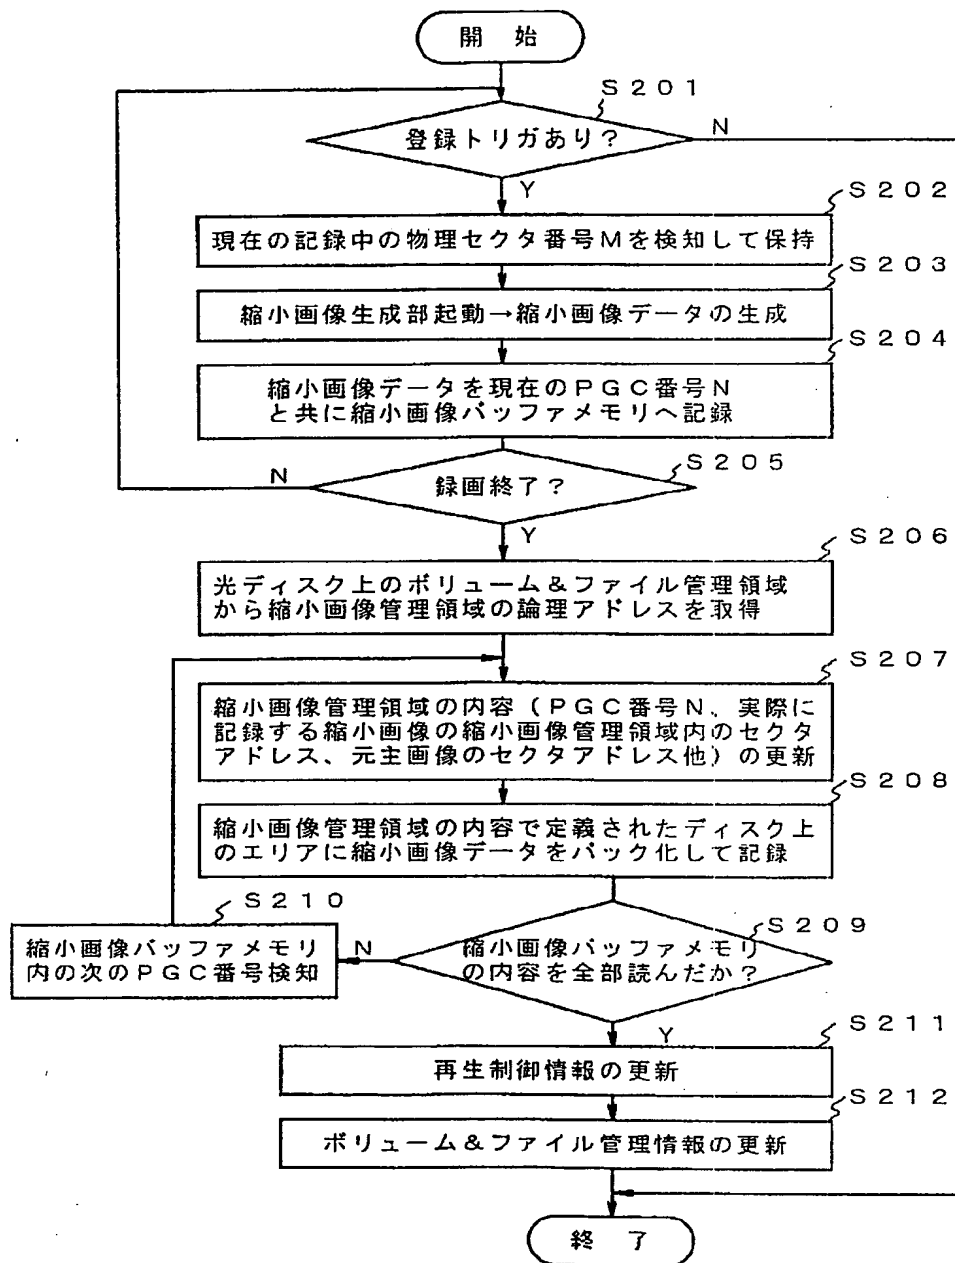 開 始
S201
登録トリガあり?
N
Y
S202
現在の記録中の物理セクタ番号Mを検知して保持
S203
縮小画像生成部起動→縮小画像データの生成
S204
縮小画像データを現在のPGC番号N
と共に縮小画像バッファメモリへ記録
S205
録画終了?
N
Y
S206
光ディスク上のボリューム&ファイル管理領域
から縮小画像管理領域の論理アドレスを取得
S207
縮小画像管理領域の内容(PGC番号N、実際に
記録する縮小画像の縮小画像管理領域内のセクタ
アドレス、元主画像のセクタアドレス他)の更新
S208
縮小画像管理領域の内容で定義されたディスク上
のエリアに縮小画像データをパック化して記録
S209
縮小画像バッファメモリ
の内容を全部読んだか?
N
S210
縮小画像バッファメモリ
内の次のPGC番号検知
Y
S211
再生制御情報の更新
S212
ボリューム&ファイル管理情報の更新
終 了